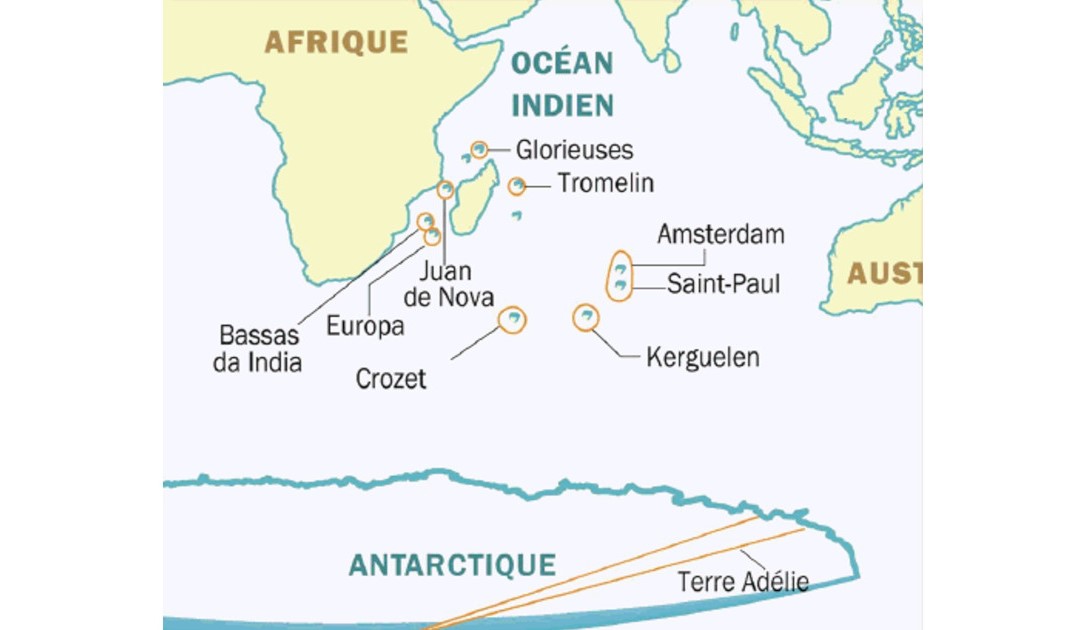 AFRIQUE
OCÉAN
INDIEN
Glorieuses
Tromelin
Amsterdam
Saint-Paul
AUST
Juan
de Nova
Europa
Bassas
da India
Crozet
Kerguelen
ANTARCTIQUE
Terre Adélie